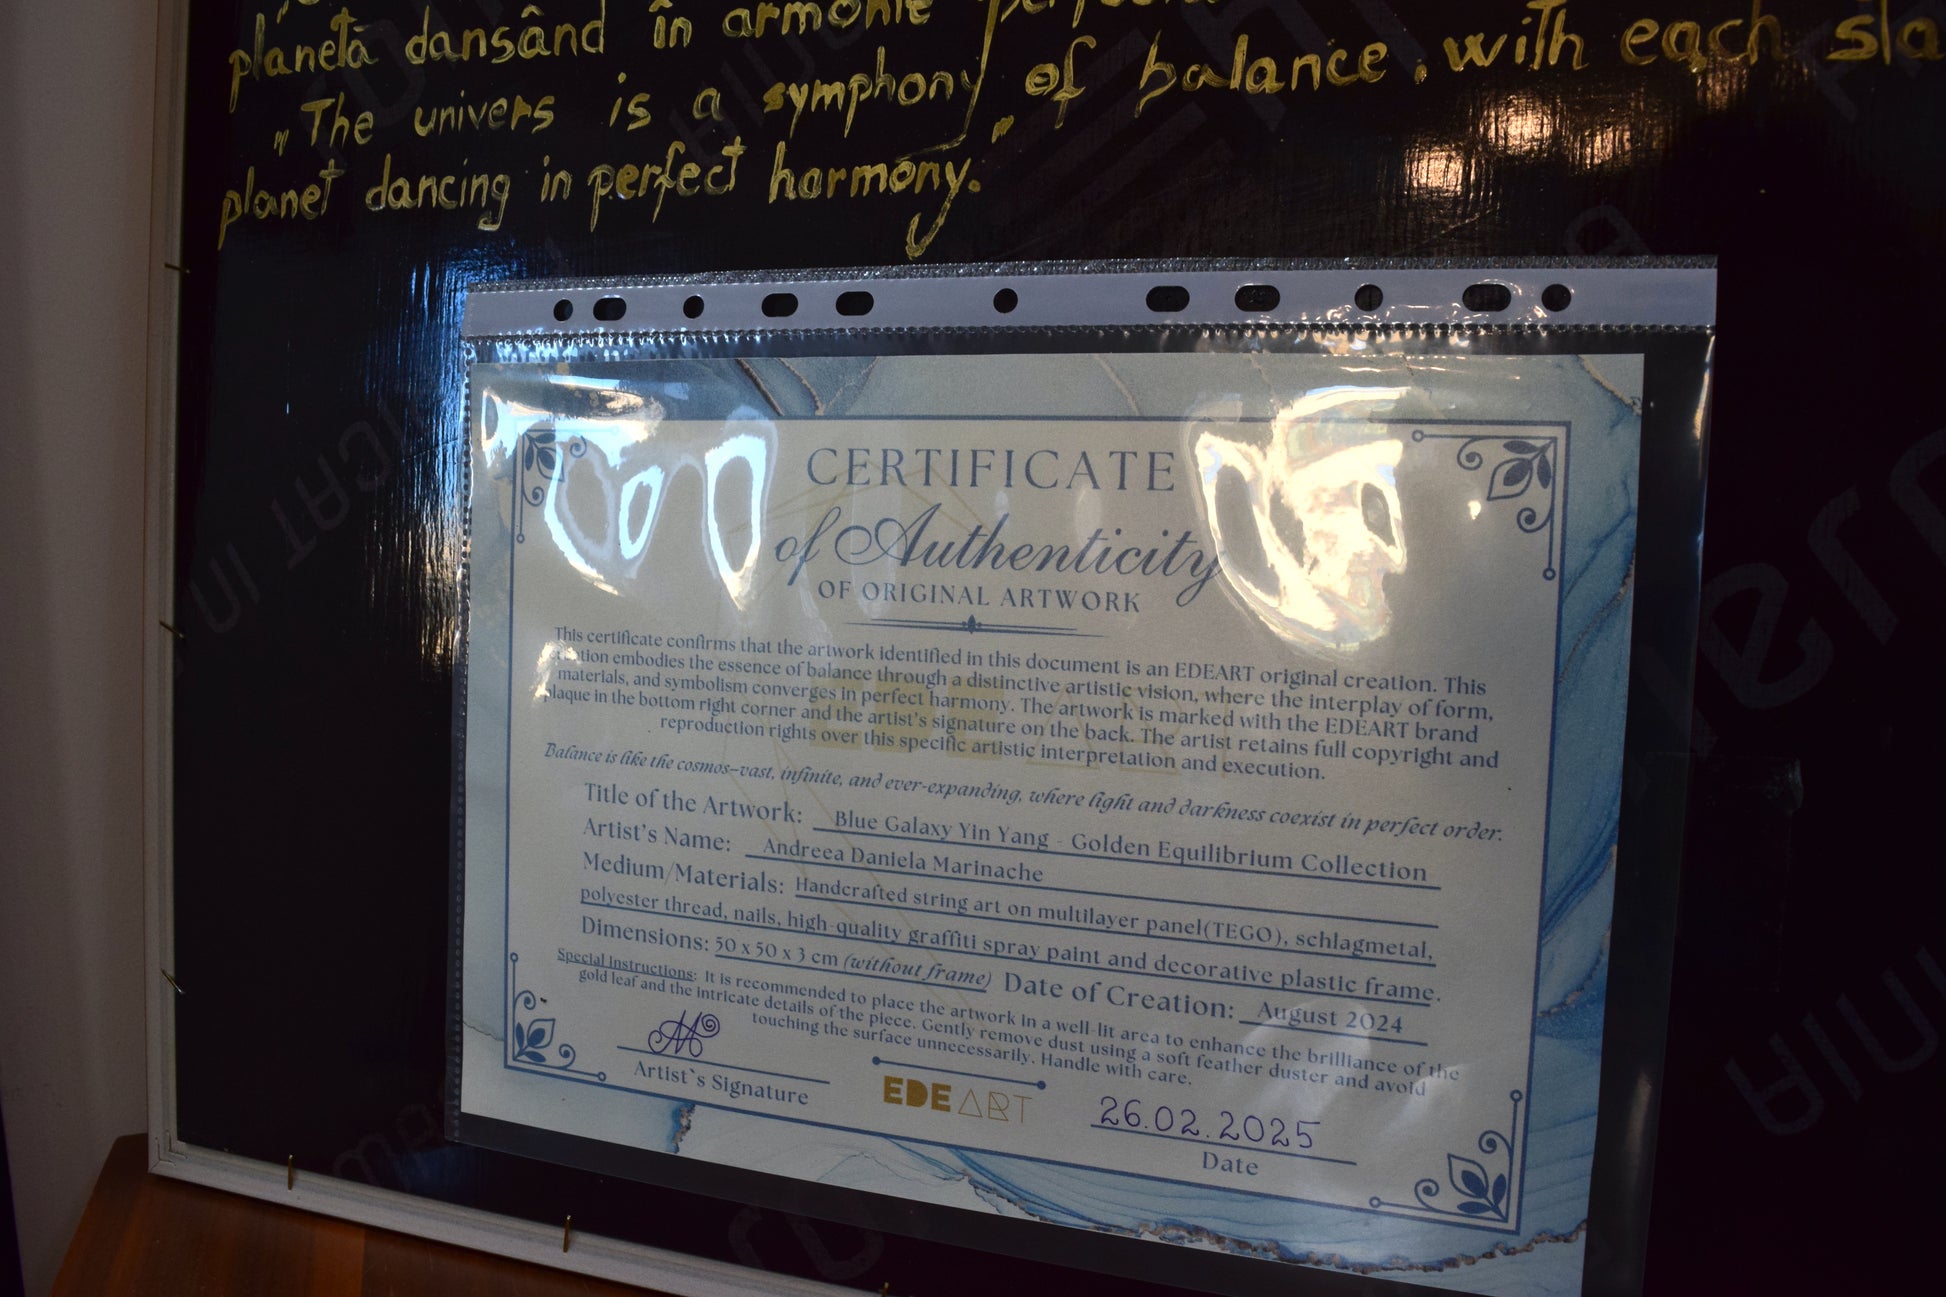 planetă dansând în armonie
"The univers is a symphony of balance, with each
planet dancing in perfect harmony."
CERTIFICATE
of Authenticity
OF ORIGINAL ARTWORK
This certificate confirms that the artwork identified in this document is an EDEART original creation. This
embodies the essence of balance through a distinctive artistic vision, where the interplay of form,
materials, and symbolism converges in perfect harmony. The artwork is marked with the EDEART brand
plaque in the bottom right corner and the artist's signature on the back. The artist retains full copyright and
reproduction rights over this specific artistic interpretation and execution.
Balance is like the cosmos–vast, infinite, and ever-expanding, where light and darkness coexist in perfect order.
Title of the Artwork: Blue Galaxy Yin Yang - Golden Equilibrium Collection
Artist's Name: Andreea Daniela Marinache
Medium/Materials: Handcrafted string art on multilayer panel(TEGO), schlagmetal,
polyester thread, nails, high-quality graffiti spray paint and decorative plastic frame.
Dimensions: 50 x 50 x 3 cm (without frame) Date of Creation: August 2024
Special Instructions: It is recommended to place the artwork in a well-lit area to enhance the brilliance of the
gold leaf and the intricate details of the piece. Gently remove dust using a soft feather duster and avoid
touching the surface unnecessarily. Handle with care.
Artist`s Signature
EDEART
26.02.2025
Date